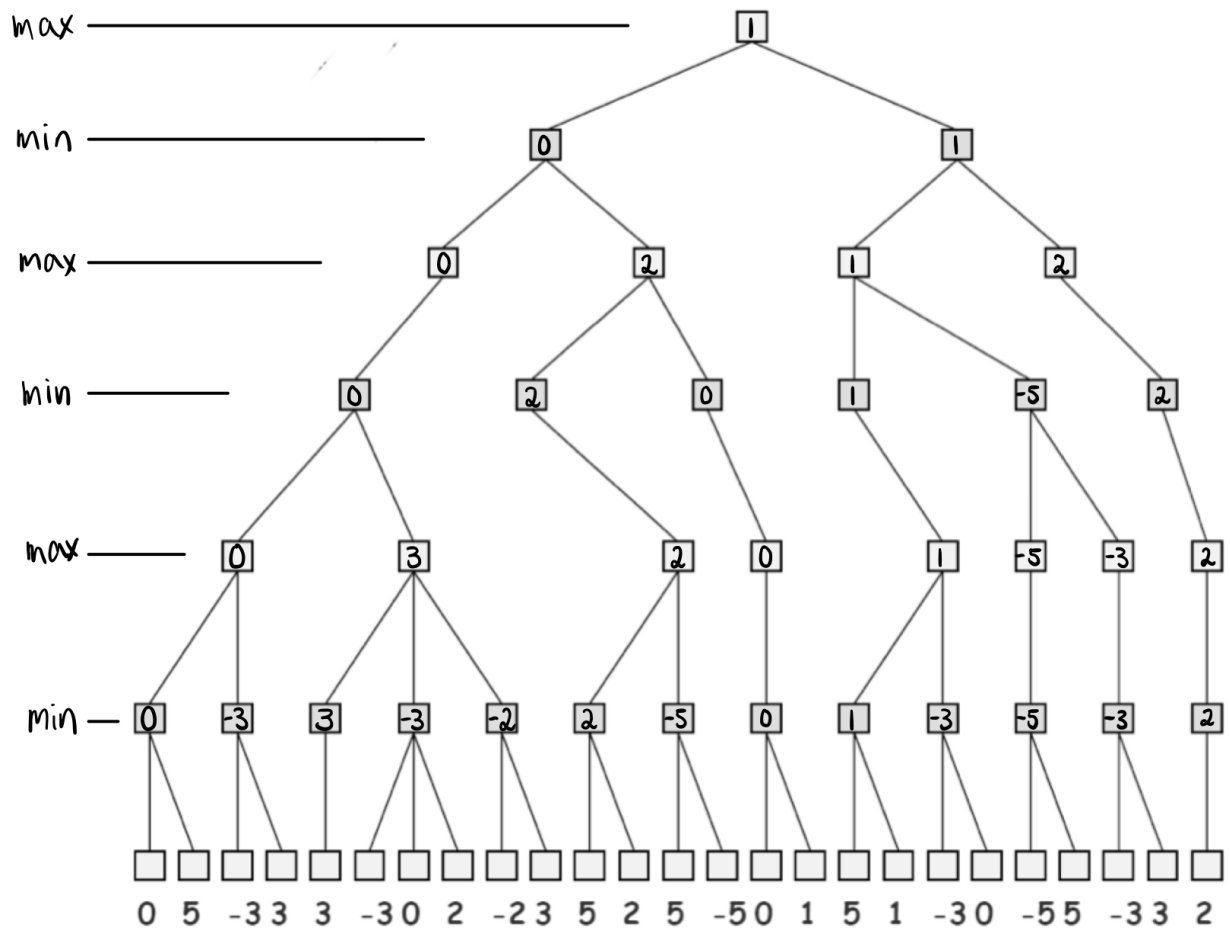 max 1
min 0 1
max 0 2 1 2
min 0 2 0 1 -5 2
max 0 3 2 0 1 -5 -3 2
min 0 -3 3 -3 -2 2 -5 0 1 -3 -5 -3 2
0 5 -3 3 3 -3 0 2 -2 3 5 2 5 -5 0 1 5 1 -3 0 -5 5 -3 3 2